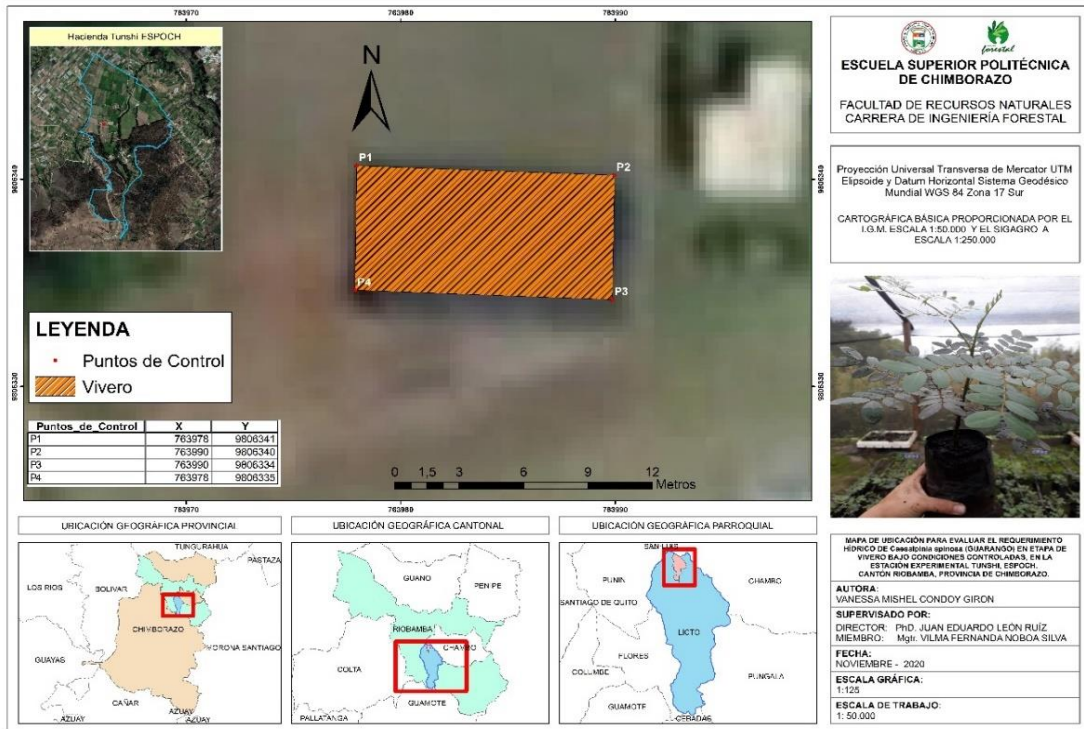 763970
763980
763990
Hacienda Tunshi ESPOCH
N
P1
P2
P3
P4
9806340
9806340
9806330
9806330
LEYENDA
Puntos de Control
Vivero
Puntos_de_Control X Y
P1 763978 9806341
P2 763990 9806340
P3 763990 9806334
P4 763978 9806335
0 1,5 3 6 9 12
Metros
763970
763980
763990
forestal
ESCUELA SUPERIOR POLITÉCNICA
DE CHIMBORAZO
FACULTAD DE RECURSOS NATURALES
CARRERA DE INGENIERÍA FORESTAL
Proyección Universal Transversa de Mercator UTM
Elipsoide y Datum Horizontal Sistema Geodésico
Mundial WGS 84 Zona 17 Sur
CARTOGRÁFICA BÁSICA PROPORCIONADA POR EL
I.G.M. ESCALA 1:50.000 Y EL SIGAGRO A
ESCALA 1:250.000
UBICACIÓN GEOGRÁFICA PROVINCIAL
TUNGURAHUA
PASTAZA
LOS RIOS
BOLIVAR
CHIMBORAZO
MORONA SANTIAGO
GUAYAS
CAÑAR
AZUAY
AZUAY
AZUAY
UBICACIÓN GEOGRÁFICA CANTONAL
GUANO
PENIPE
RIOBAMBA
CHAMBO
COLTA
GUAMOTE
PALLATANGA
UBICACIÓN GEOGRÁFICA PARROQUIAL
SAN LUIS
PUNIN
CHAMBO
SANTIAGO DE QUITO
LICTO
FLORES
COLUMBE
PUNGALA
GUAMOTE
CEBADAS
MAPA DE UBICACIÓN PARA EVALUAR EL REQUERIMIENTO
HÍDRICO DE Caesalpinia spinosa (GUARANGO) EN ETAPA DE
VIVERO BAJO CONDICIONES CONTROLADAS, EN LA
ESTACIÓN EXPERIMENTAL TUNSHI, ESPOCH.
CANTÓN RIOBAMBA, PROVINCIA DE CHIMBORAZO.
AUTORA:
VANESSA MISHEL CONDOY GIRON
SUPERVISADO POR:
DIRECTOR: PhD. JUAN EDUARDO LEÓN RUÍZ
MIEMBRO: Mgtr. VILMA FERNANDA NOBOA SILVA
FECHA:
NOVIEMBRE - 2020
ESCALA GRÁFICA:
1:125
ESCALA DE TRABAJO:
1: 50.000